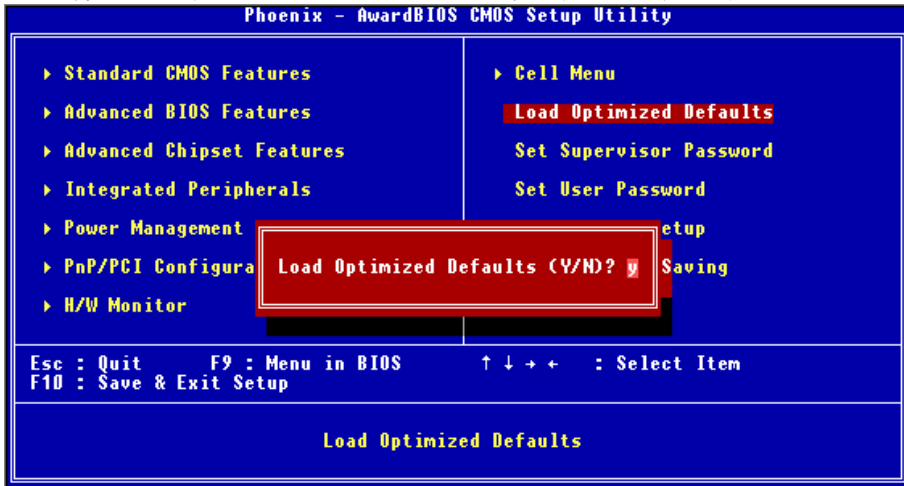 Phoenix - AwardBIOS CMOS Setup Utility
▸ Standard CMOS Features
▸ Advanced BIOS Features
▸ Advanced Chipset Features
▸ Integrated Peripherals
▸ Power Management
▸ PnP/PCI Configura
▸ H/W Monitor
▸ Cell Menu
Load Optimized Defaults
Set Supervisor Password
Set User Password
etup
Saving
Load Optimized Defaults (Y/N)? y
Esc : Quit F9 : Menu in BIOS ↑ ↓ → ← : Select Item
F10 : Save & Exit Setup
Load Optimized Defaults